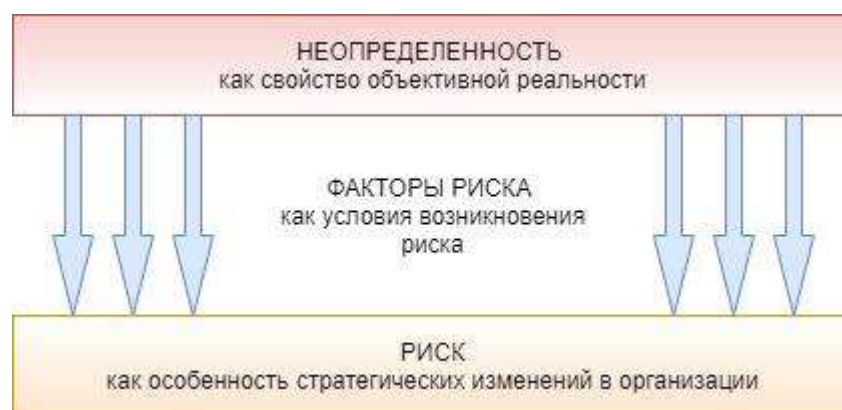 НЕОПРЕДЕЛЕННОСТЬ
как свойство объективной реальности
ФАКТОРЫ РИСКА
как условия возникновения
риска
РИСК
как особенность стратегических изменений в организации